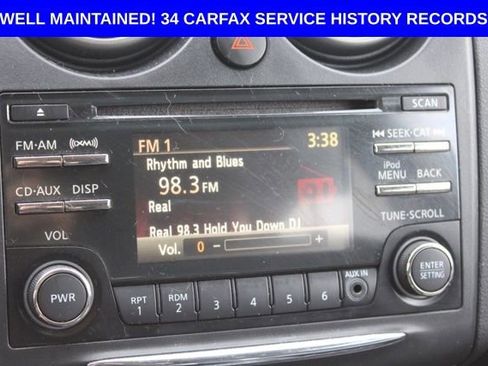 WELL MAINTAINED! 34 CARFAX SERVICE HISTORY RECORDS
SCAN
FM·AM
(XM)
CD·AUX
DISP
FM 1
3:38
Rhythm and Blues
98.3 FM
Real
Real 98.3 Hold You Down DJ
Vol. 0 − +
SEEK·CAT
iPod
MENU
BACK
TUNE·SCROLL
VOL
PWR
RPT
1
RDM
2
3
4
5
6
AUX IN
ENTER
SETTING